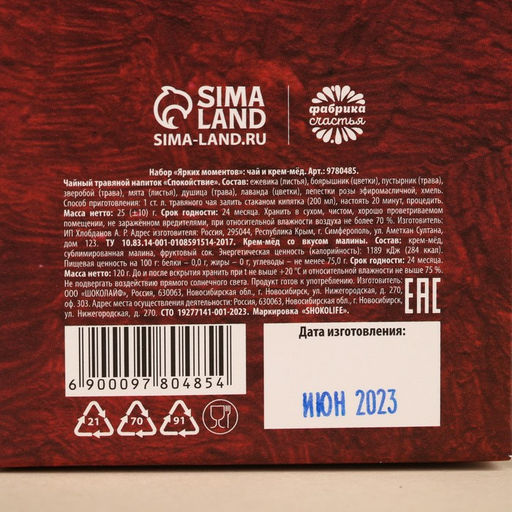 SIMA
LAND
SIMA-LAND.RU
фабрика
счастья
Набор «Ярких моментов»: чай и крем-мёд. Арт.: 9780485.
Чайный травяной напиток «Спокойствие». Состав: ежевика (листья), боярышник (цветки), пустырник (трава),
зверобой (трава), мята (листья), душица (трава), лаванда (цветки), лепестки розы эфирномасличной, хмель.
Способ приготовления: 1 ст. л. травяного чая залить стаканом кипятка (200 мл), настоять 20 минут, процедить.
Масса нетто: 25 (±10) г. Срок годности: 24 месяца. Хранить в сухом, чистом, хорошо проветриваемом
помещении, не заражённом вредителями, при относительной влажности воздуха не более 70 %. Изготовитель:
ИП Хлобданов А. Р. Адрес изготовителя: Россия, 295044, Республика Крым, г. Симферополь, ул. Аметхан Султана,
дом 123. ТУ 10.83.14-001-0108591514-2017. Крем-мёд со вкусом малины. Состав: крем-мёд,
сублимированная малина, фруктовый сок. Энергетическая ценность (калорийность): 1189 кДж (284 ккал).
Пищевая ценность на 100 г: белки – 0,0 г, жиры – 0 г, углеводы – не менее 75,0 г. Срок годности: 24 месяца.
Масса нетто: 120 г. До и после вскрытия хранить при t не выше +20 °С и относительной влажности не выше 75 %.
Не подвергать воздействию прямого солнечного света. Продукт готов к употреблению. Изготовитель:
ООО «ШОКОЛАЙФ», Россия, 630063, Новосибирская обл., г. Новосибирск, ул. Нижегородская, д. 270,
оф. 303. Адрес места осуществления деятельности: Россия, 630063, Новосибирская обл., г. Новосибирск,
ул. Нижегородская, д. 270. СТО 19277141-001-2023. Маркировка «SHOKOLIFE».
EAC
Дата изготовления:
ИЮН 2023
6 900097 804854
21
70
91